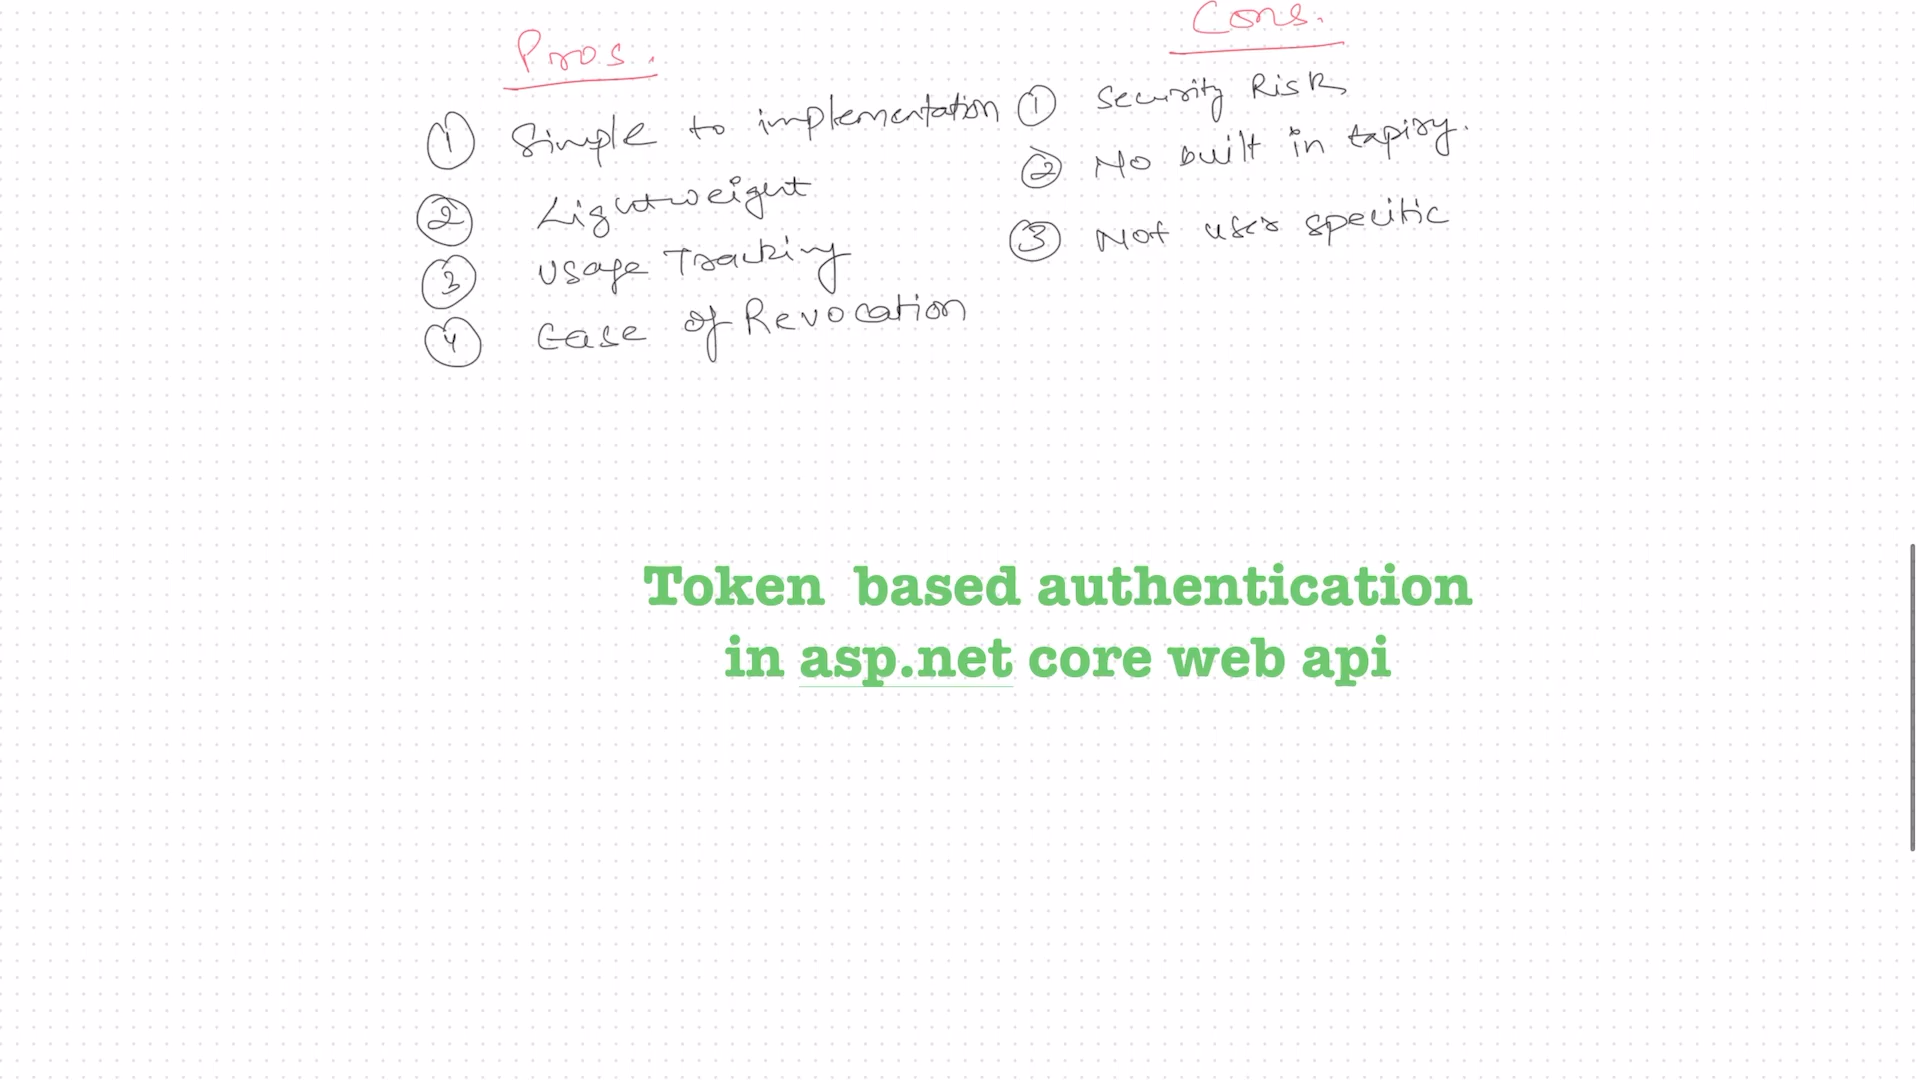 Pros.
① Simple to implementation
② Lightweight
③ Usage Tracking
④ Ease of Revocation
Cons.
① Security Risk
② No built in expiry.
③ Not user specific
Token based authentication
in asp.net core web api